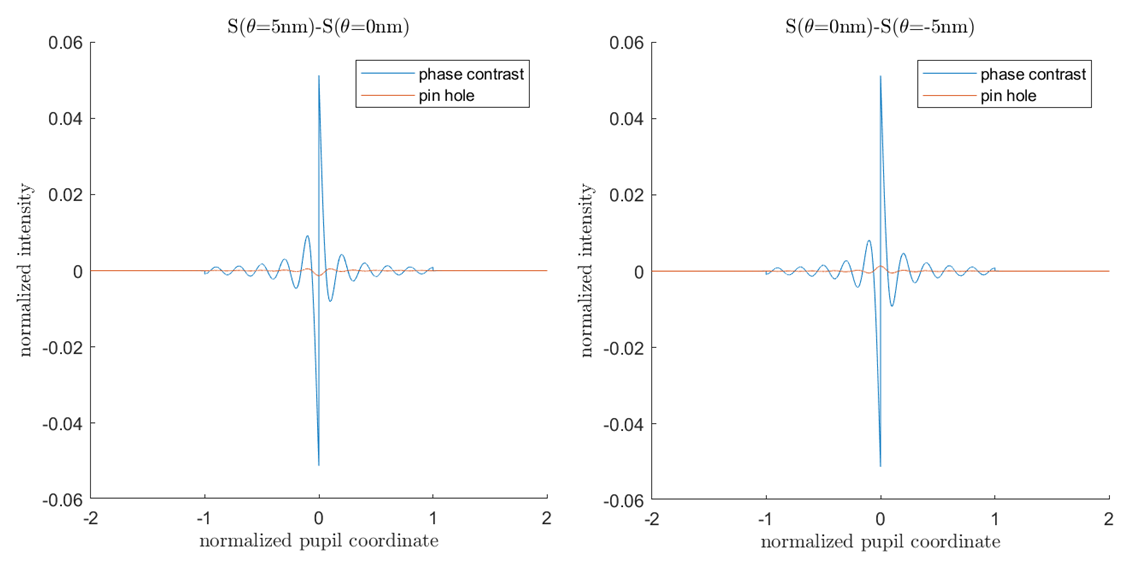 S(θ=5nm)-S(θ=0nm)
0.06
0.04
0.02
0
-0.02
-0.04
-0.06
-2
-1
0
1
2
normalized intensity
normalized pupil coordinate
phase contrast
pin hole
S(θ=0nm)-S(θ=-5nm)
0.06
0.04
0.02
0
-0.02
-0.04
-0.06
-2
-1
0
1
2
normalized intensity
normalized pupil coordinate
phase contrast
pin hole